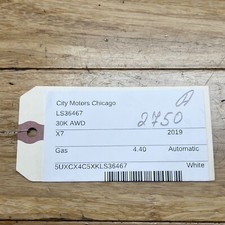 City Motors Chicago
LS36467
30K AWD
2750
X7 2019
Gas 4.40 Automatic
5UXCX4C5XKLS36467 White